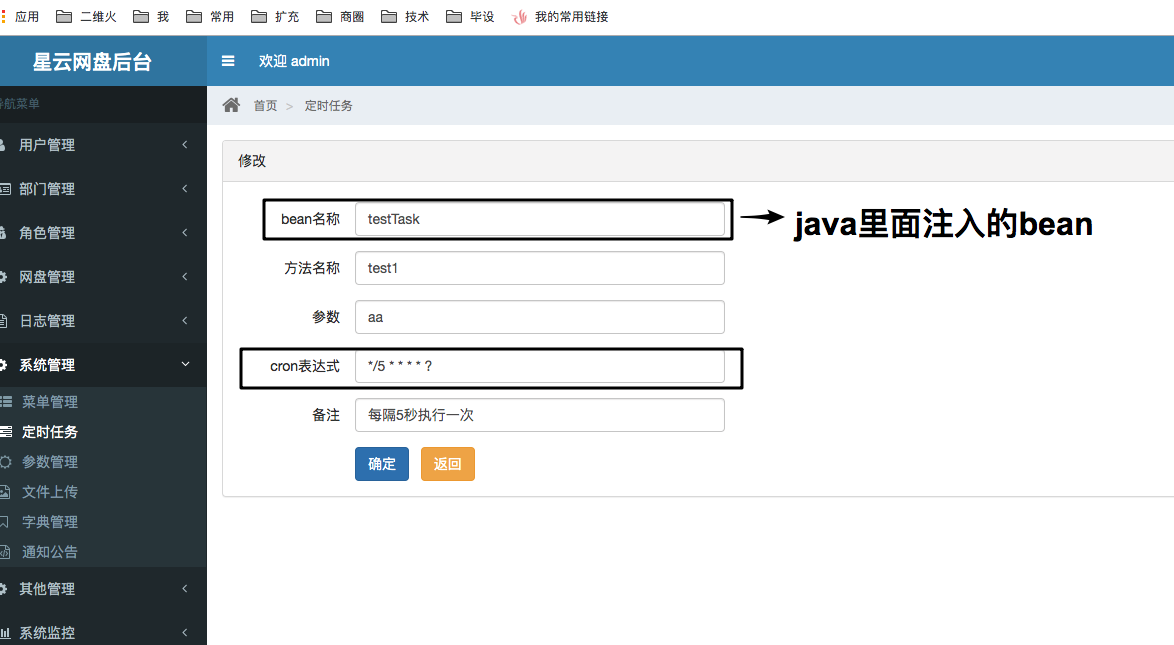 应用 二维火 我 常用 扩充 商圈 技术 毕设 我的常用链接
星云网盘后台 欢迎 admin
导航菜单 首页 > 定时任务
用户管理
部门管理
角色管理
网盘管理
日志管理
系统管理
菜单管理
定时任务
参数管理
文件上传
字典管理
通知公告
其他管理
系统监控
修改
bean名称 testTask
java里面注入的bean
方法名称 test1
参数 aa
cron表达式 */5 * * * * ?
备注 每隔5秒执行一次
确定 返回